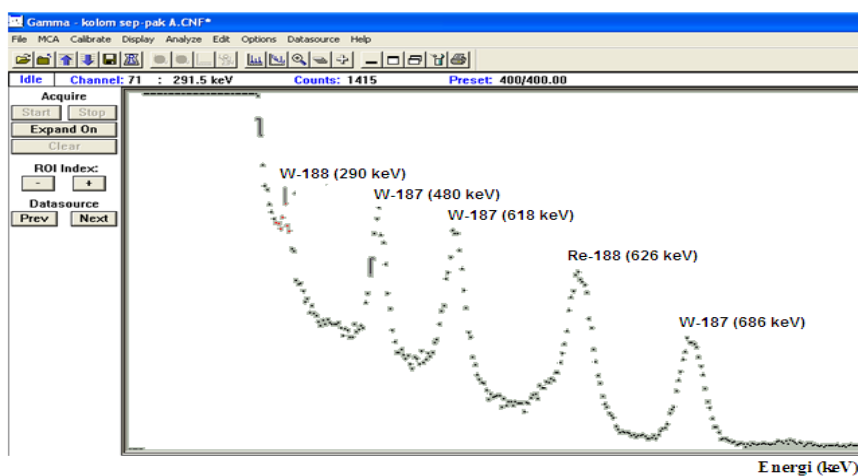 Gamma - kolom sep-pak A.CNF*
File MCA Calibrate Display Analyze Edit Options Datasource Help
Idle Channel: 71 : 291.5 keV Counts: 1415 Preset: 400/400.00
Acquire
Start Stop
Expand On
Clear
ROI Index:
- +
Datasource
Prev Next
W-188 (290 keV)
W-187 (480 keV)
W-187 (618 keV)
Re-188 (626 keV)
W-187 (686 keV)
Energi (keV)